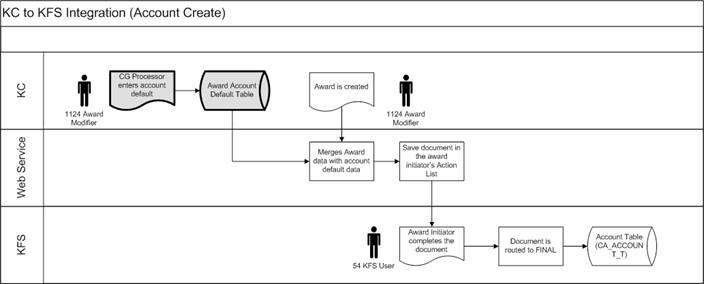 KC to KFS Integration (Account Create)
KC
1124 Award
Modifier
CG Processor
enters account
default
Award Account
Default Table
Award is created
1124 Award
Modifier
Web Service
Merges Award
data with account
default data
Save document in
the award
initiator's Action
List
KFS
54 KFS User
Award Initiator
completes the
document
Document is
routed to FINAL
Account Table
(CA_ACCOUN
T_T)